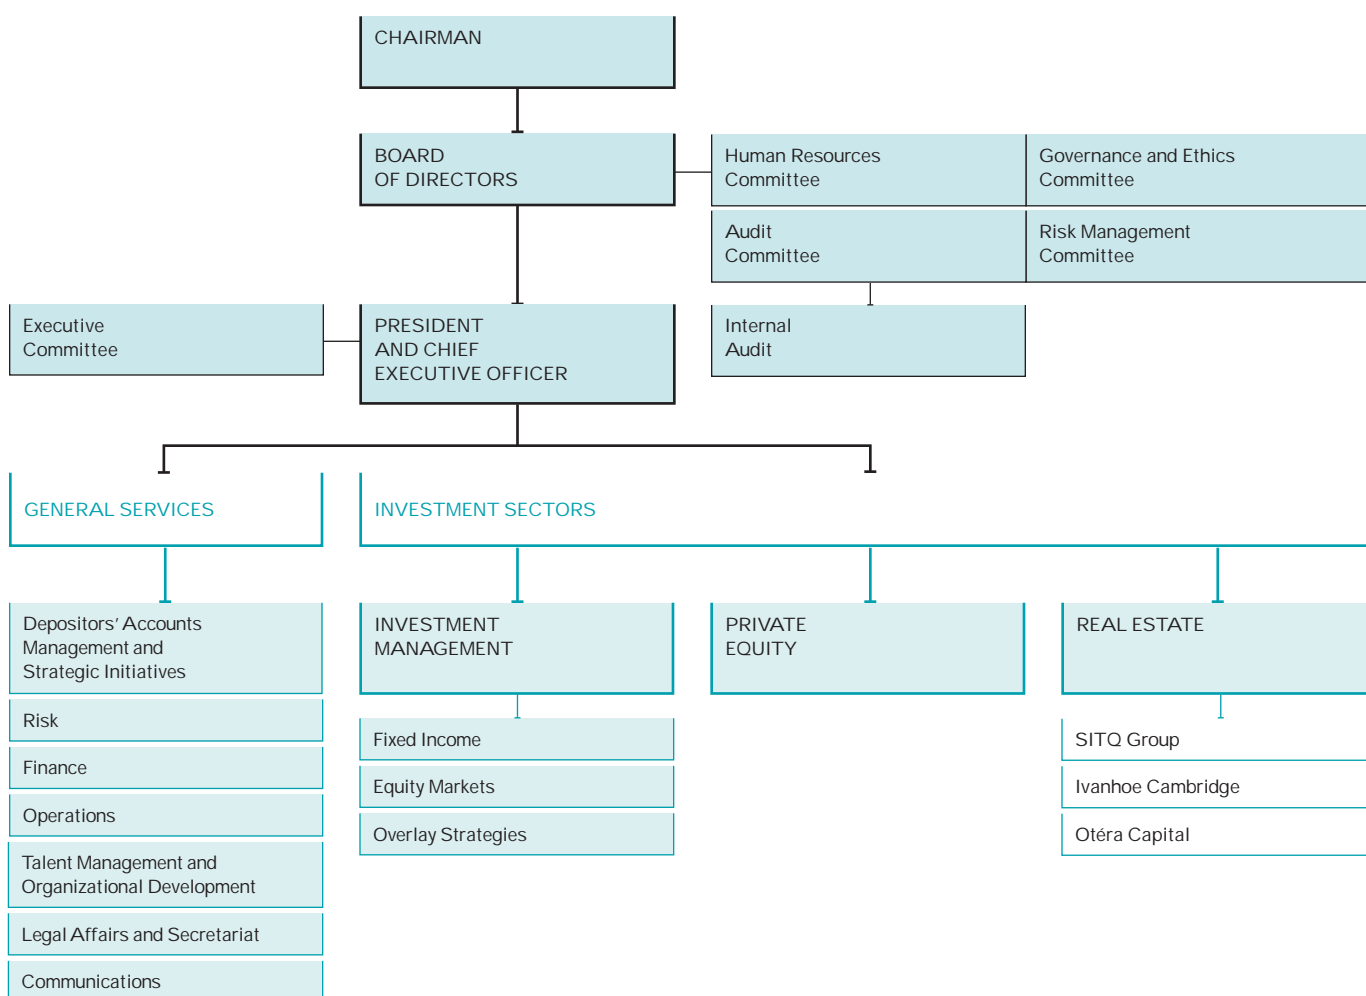 CHAIRMAN
BOARD
OF DIRECTORS
Human Resources
Committee
Governance and Ethics
Committee
Audit
Committee
Risk Management
Committee
Executive
Committee
PRESIDENT
AND CHIEF
EXECUTIVE OFFICER
Internal
Audit
GENERAL SERVICES
INVESTMENT SECTORS
Depositors' Accounts
Management and
Strategic Initiatives
Risk
Finance
Operations
Talent Management and
Organizational Development
Legal Affairs and Secretariat
Communications
INVESTMENT
MANAGEMENT
Fixed Income
Equity Markets
Overlay Strategies
PRIVATE
EQUITY
REAL ESTATE
SITQ Group
Ivanhoe Cambridge
Otéra Capital